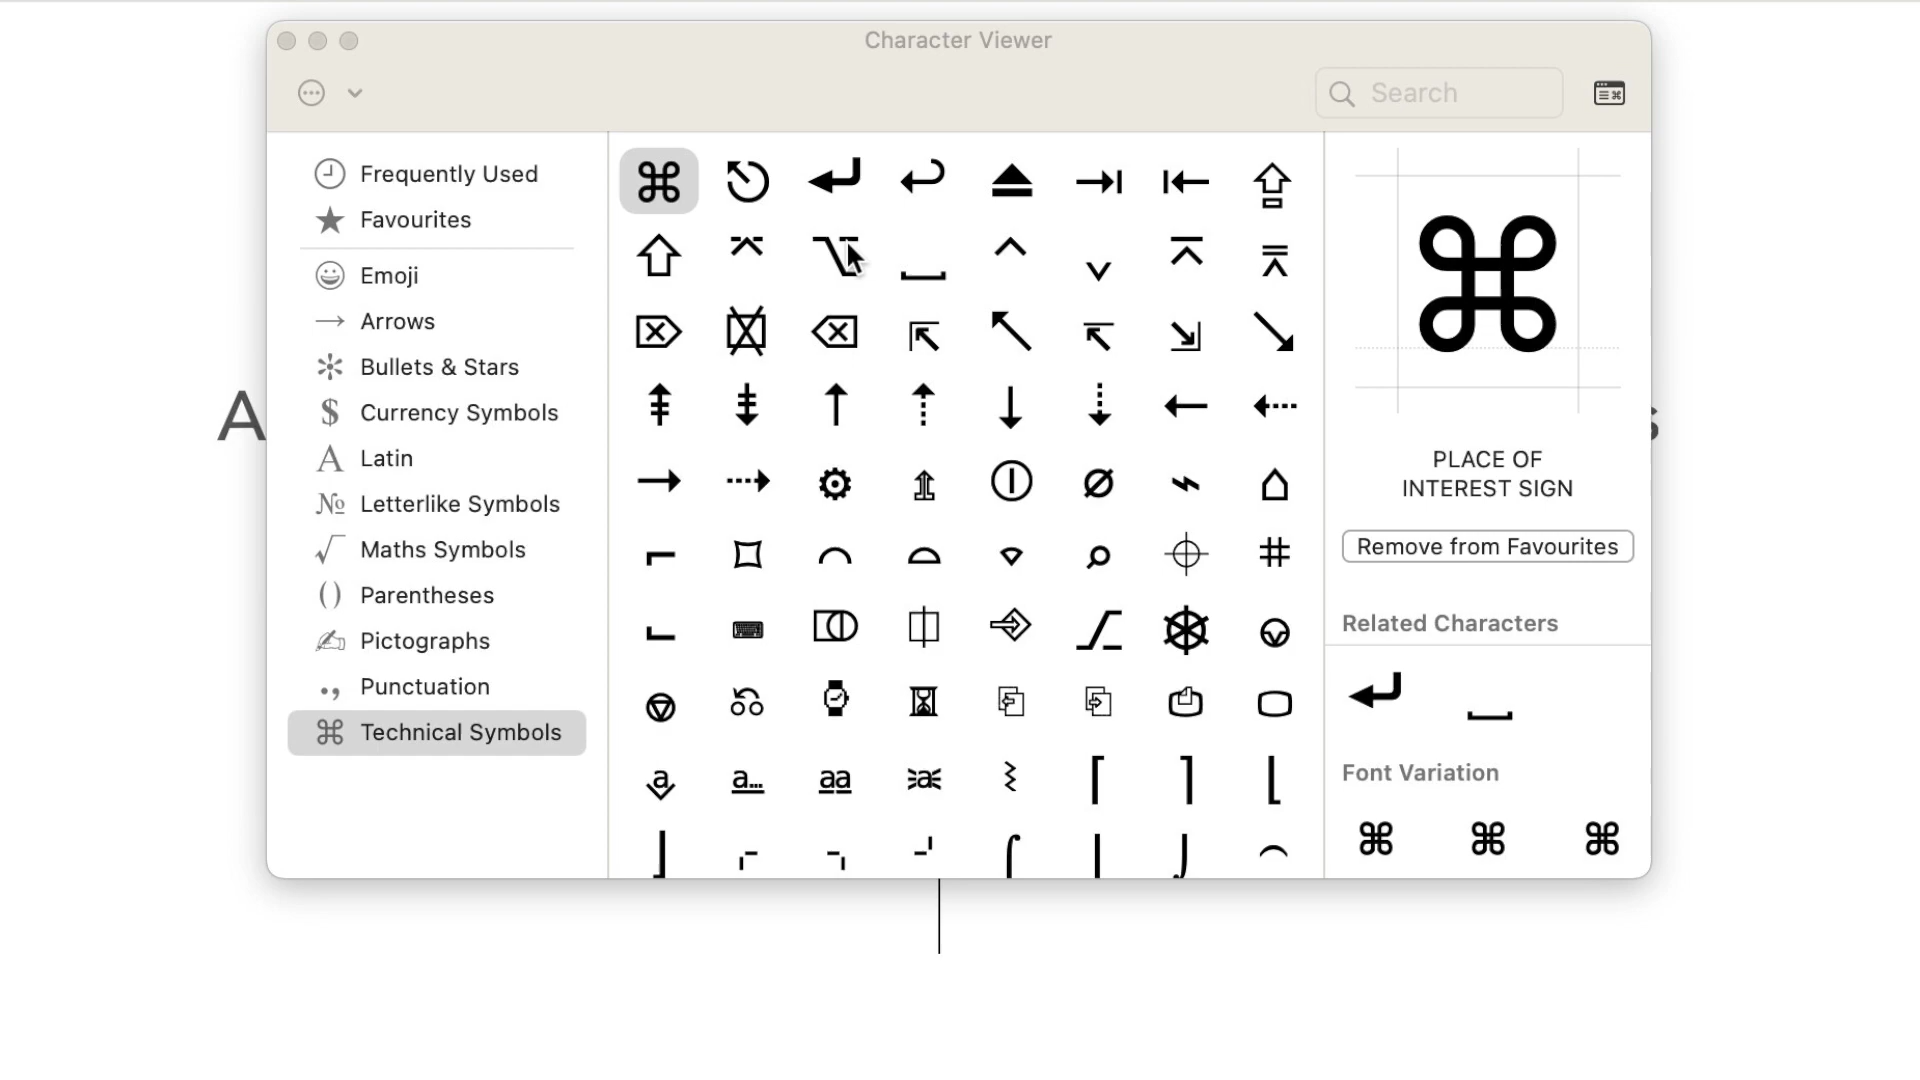 Character Viewer
Search
Frequently Used
Favourites
Emoji
Arrows
Bullets & Stars
$ Currency Symbols
A Latin
№ Letterlike Symbols
√ Maths Symbols
() Parentheses
Pictographs
., Punctuation
⌘ Technical Symbols
PLACE OF
INTEREST SIGN
Remove from Favourites
Related Characters
Font Variation
A